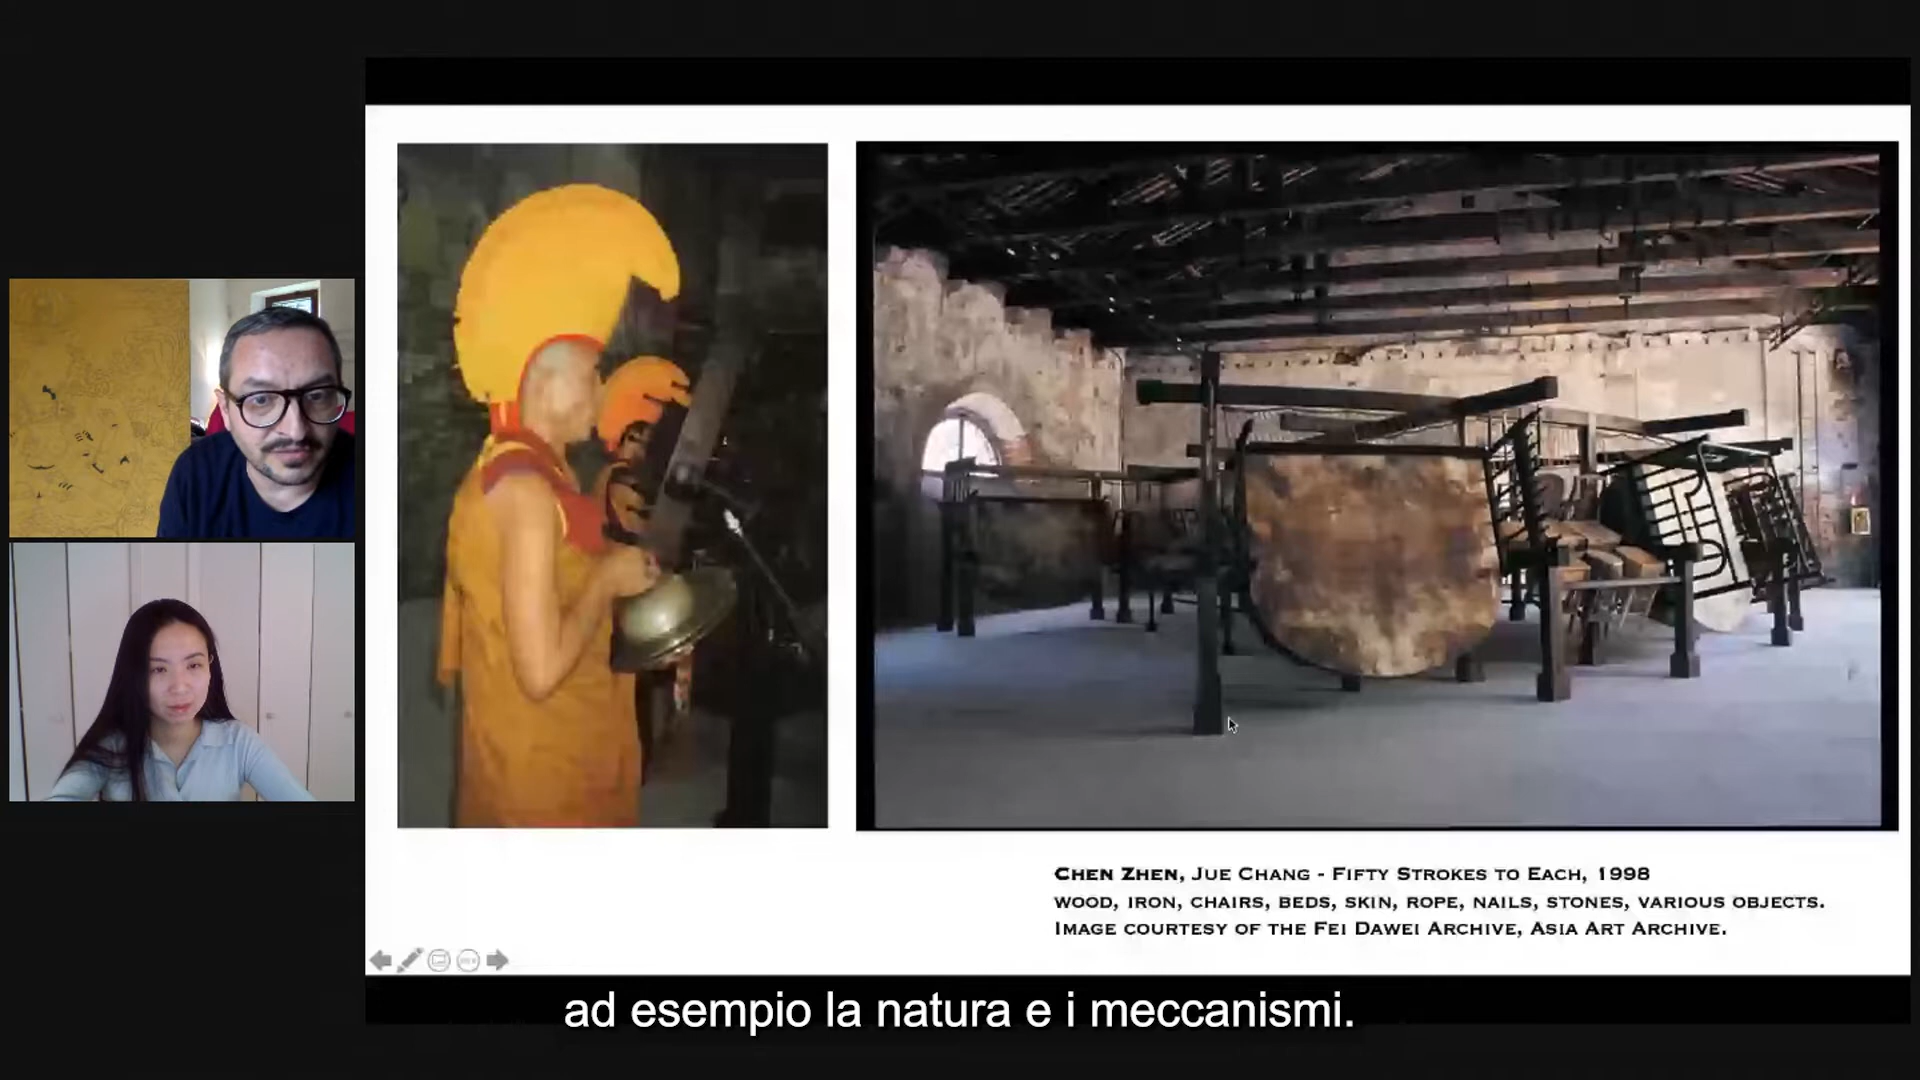 Chen Zhen, Jue Chang - Fifty Strokes to Each, 1998
wood, iron, chairs, beds, skin, rope, nails, stones, various objects.
Image courtesy of the Fei Dawei Archive, Asia Art Archive.
ad esempio la natura e i meccanismi.